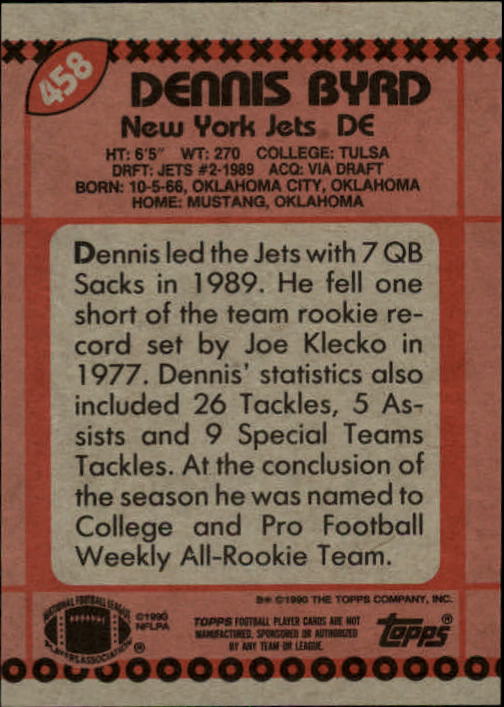 458
DENNIS BYRD
New York Jets DE
HT: 6'5" WT: 270 COLLEGE: TULSA
DRFT: JETS #2-1989 ACQ: VIA DRAFT
BORN: 10-5-66, OKLAHOMA CITY, OKLAHOMA
HOME: MUSTANG, OKLAHOMA
Dennis led the Jets with 7 QB
Sacks in 1989. He fell one
short of the team rookie re-
cord set by Joe Klecko in
1977. Dennis' statistics also
included 26 Tackles, 5 As-
sists and 9 Special Teams
Tackles. At the conclusion of
the season he was named to
College and Pro Football
Weekly All-Rookie Team.
B* ©1990 THE TOPPS COMPANY, INC.
NATIONAL FOOTBALL LEAGUE
PLAYERS ASSOCIATION ®
©1990
NFLPA
TOPPS FOOTBALL PLAYER CARDS ARE NOT
MANUFACTURED, SPONSORED OR AUTHORIZED
BY ANY TEAM OR LEAGUE.
topps®